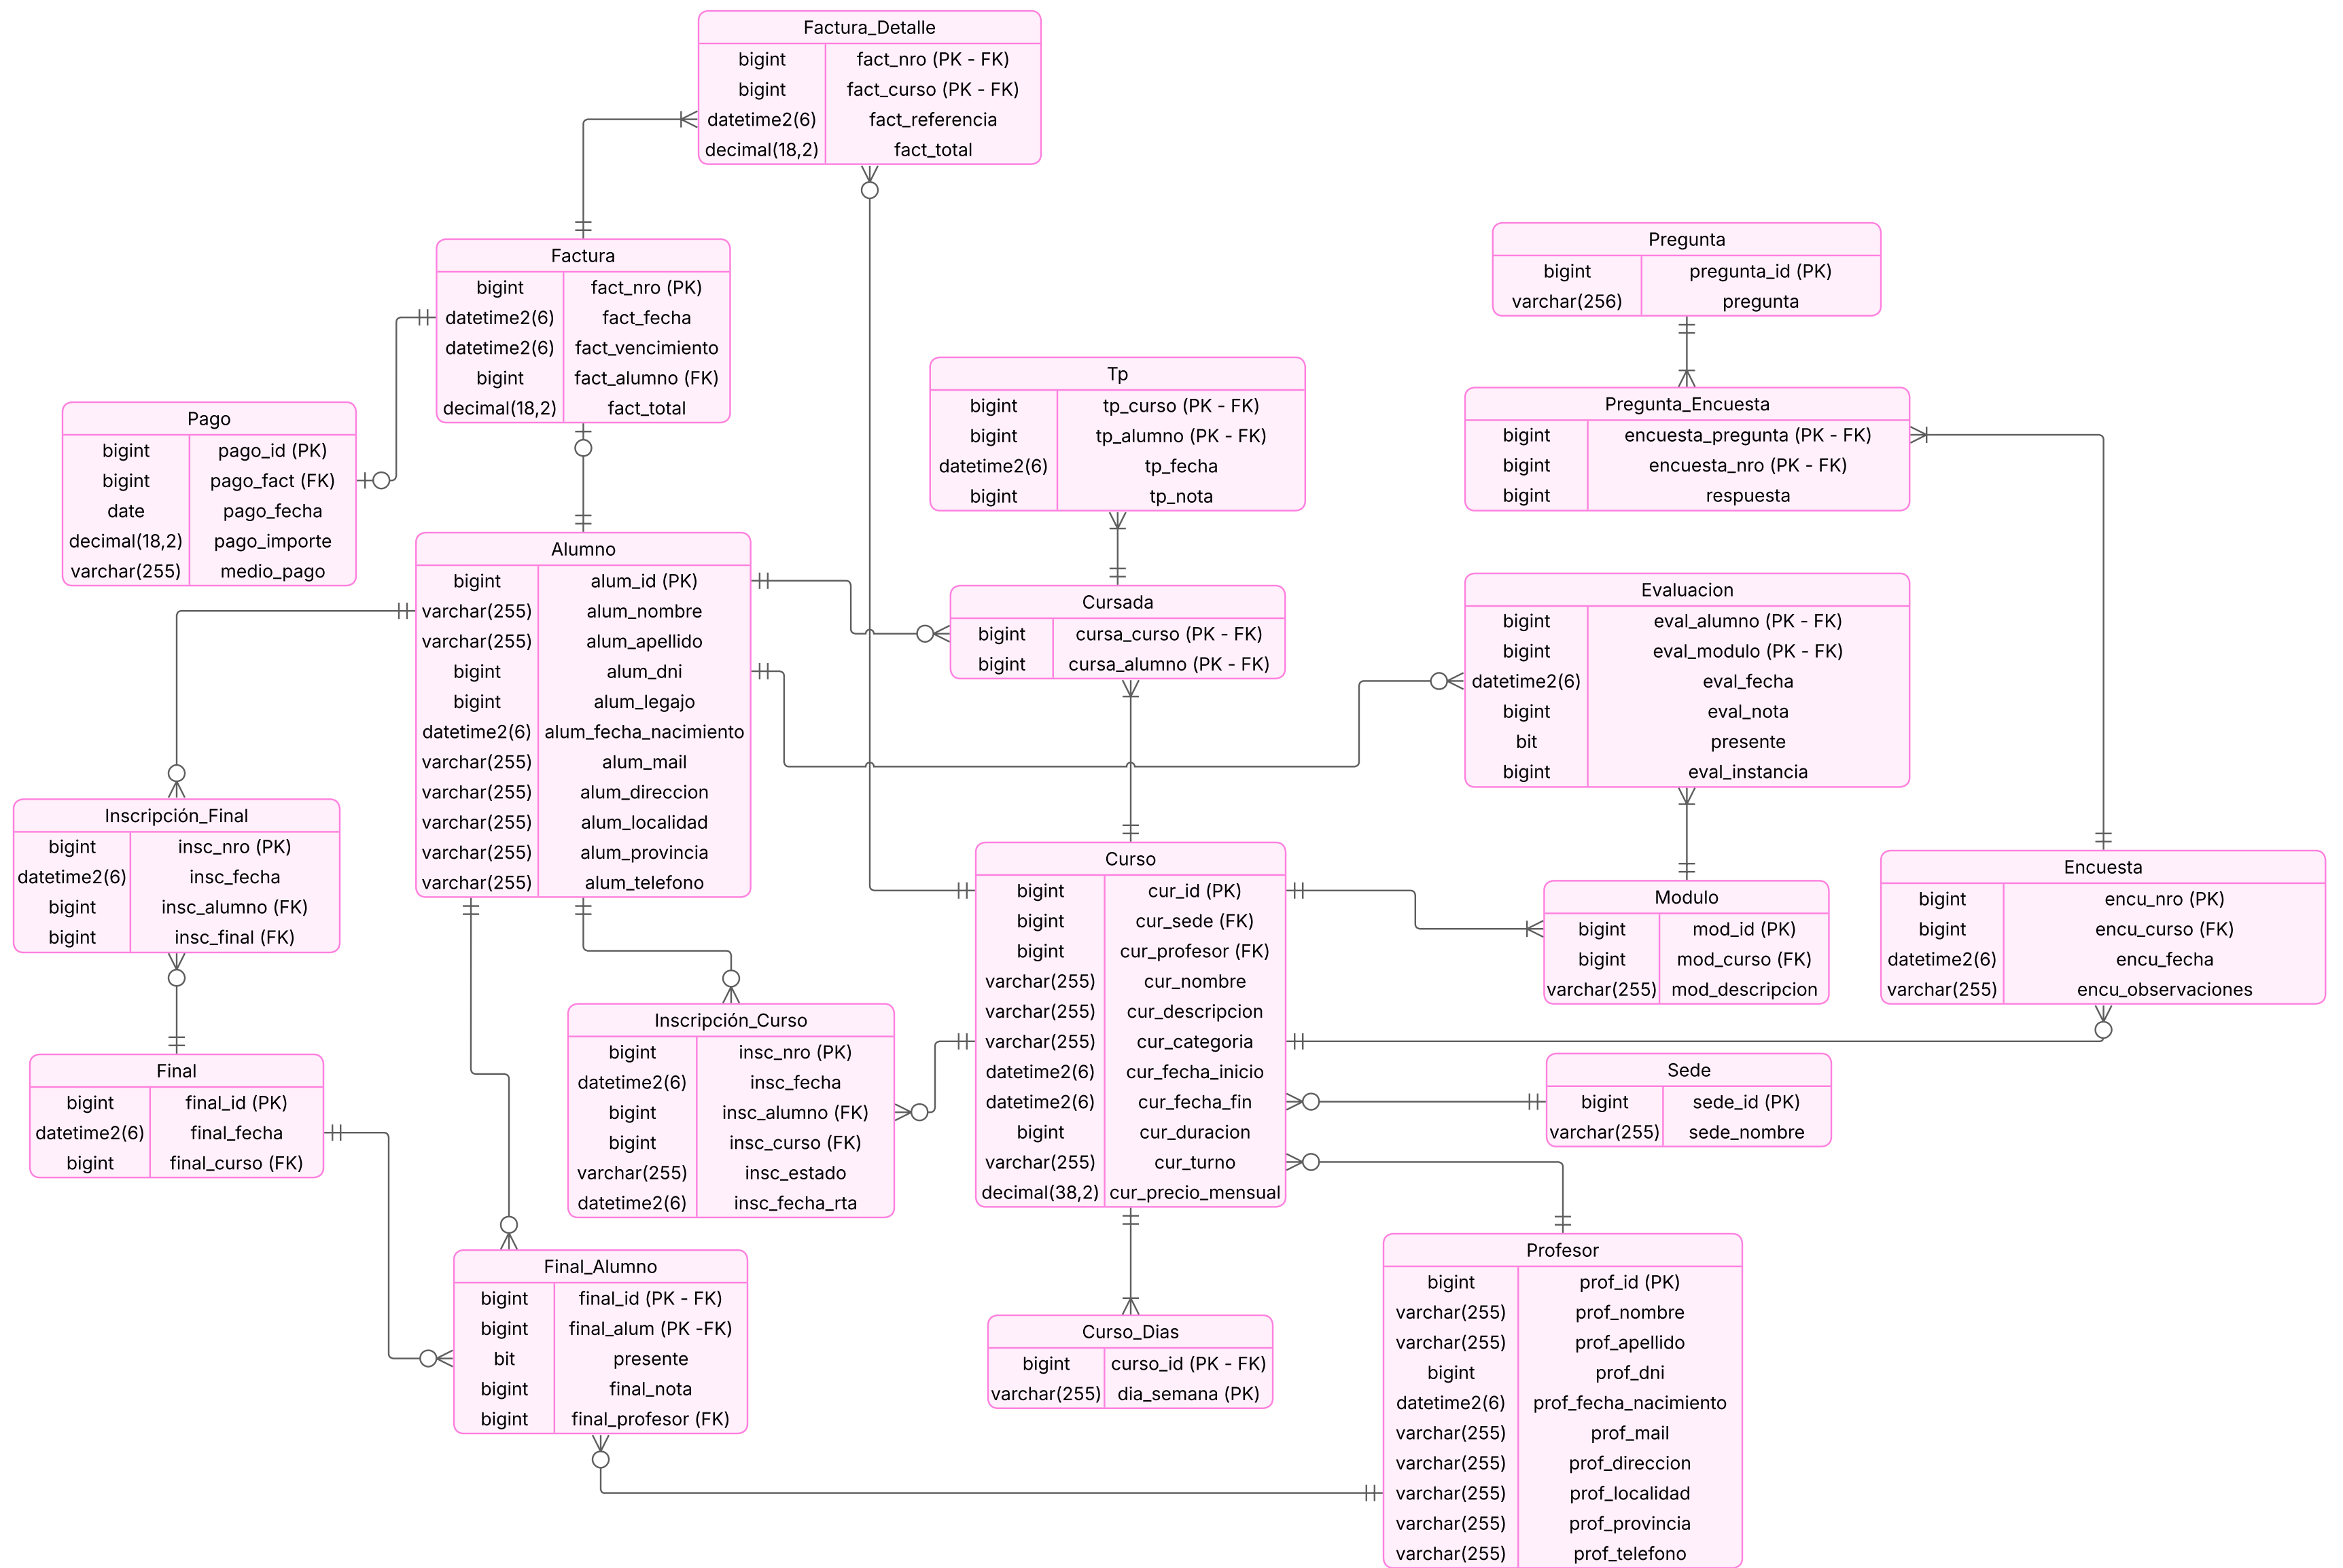 Factura_Detalle
bigint fact_nro (PK - FK)
bigint fact_curso (PK - FK)
datetime2(6) fact_referencia
decimal(18,2) fact_total
Factura
bigint fact_nro (PK)
datetime2(6) fact_fecha
datetime2(6) fact_vencimiento
bigint fact_alumno (FK)
decimal(18,2) fact_total
Pregunta
bigint pregunta_id (PK)
varchar(256) pregunta
Tp
bigint tp_curso (PK - FK)
bigint tp_alumno (PK - FK)
datetime2(6) tp_fecha
bigint tp_nota
Pregunta_Encuesta
bigint encuesta_pregunta (PK - FK)
bigint encuesta_nro (PK - FK)
bigint respuesta
Pago
bigint pago_id (PK)
bigint pago_fact (FK)
date pago_fecha
decimal(18,2) pago_importe
varchar(255) medio_pago
Alumno
bigint alum_id (PK)
varchar(255) alum_nombre
varchar(255) alum_apellido
bigint alum_dni
bigint alum_legajo
datetime2(6) alum_fecha_nacimiento
varchar(255) alum_mail
varchar(255) alum_direccion
varchar(255) alum_localidad
varchar(255) alum_provincia
varchar(255) alum_telefono
Cursada
bigint cursa_curso (PK - FK)
bigint cursa_alumno (PK - FK)
Evaluacion
bigint eval_alumno (PK - FK)
bigint eval_modulo (PK - FK)
datetime2(6) eval_fecha
bigint eval_nota
bit presente
bigint eval_instancia
Inscripción_Final
bigint insc_nro (PK)
datetime2(6) insc_fecha
bigint insc_alumno (FK)
bigint insc_final (FK)
Curso
bigint cur_id (PK)
bigint cur_sede (FK)
bigint cur_profesor (FK)
varchar(255) cur_nombre
varchar(255) cur_descripcion
varchar(255) cur_categoria
datetime2(6) cur_fecha_inicio
datetime2(6) cur_fecha_fin
bigint cur_duracion
varchar(255) cur_turno
decimal(38,2) cur_precio_mensual
Modulo
bigint mod_id (PK)
bigint mod_curso (FK)
varchar(255) mod_descripcion
Encuesta
bigint encu_nro (PK)
bigint encu_curso (FK)
datetime2(6) encu_fecha
varchar(255) encu_observaciones
Inscripción_Curso
bigint insc_nro (PK)
datetime2(6) insc_fecha
bigint insc_alumno (FK)
bigint insc_curso (FK)
varchar(255) insc_estado
datetime2(6) insc_fecha_rta
Final
bigint final_id (PK)
datetime2(6) final_fecha
bigint final_curso (FK)
Sede
bigint sede_id (PK)
varchar(255) sede_nombre
Final_Alumno
bigint final_id (PK - FK)
bigint final_alum (PK -FK)
bit presente
bigint final_nota
bigint final_profesor (FK)
Curso_Dias
bigint curso_id (PK - FK)
varchar(255) dia_semana (PK)
Profesor
bigint prof_id (PK)
varchar(255) prof_nombre
varchar(255) prof_apellido
bigint prof_dni
datetime2(6) prof_fecha_nacimiento
varchar(255) prof_mail
varchar(255) prof_direccion
varchar(255) prof_localidad
varchar(255) prof_provincia
varchar(255) prof_telefono